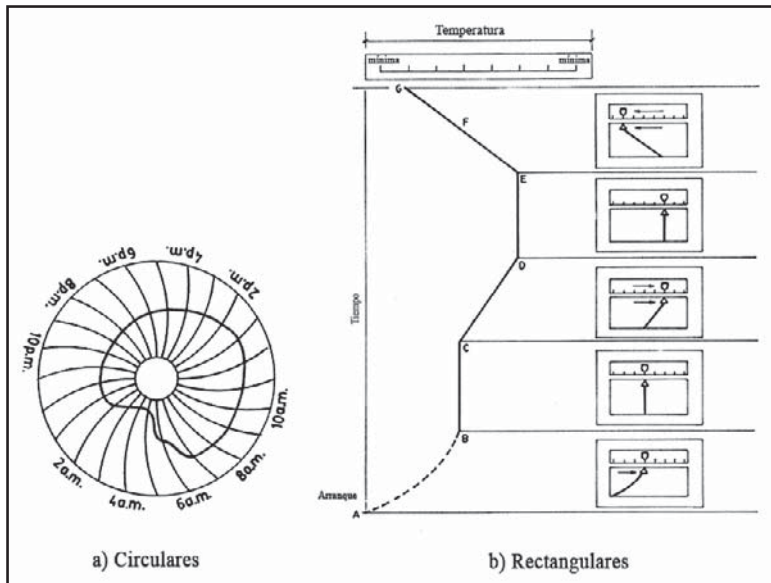 Temperatura
mínima
mínima
G
F
E
D
C
B
Tiempo
Arranque
A
6p.m.
4p.m.
8p.m.
2p.m.
10p.m.
10a.m.
2a.m.
8a.m.
4a.m.
6a.m.
a) Circulares
b) Rectangulares